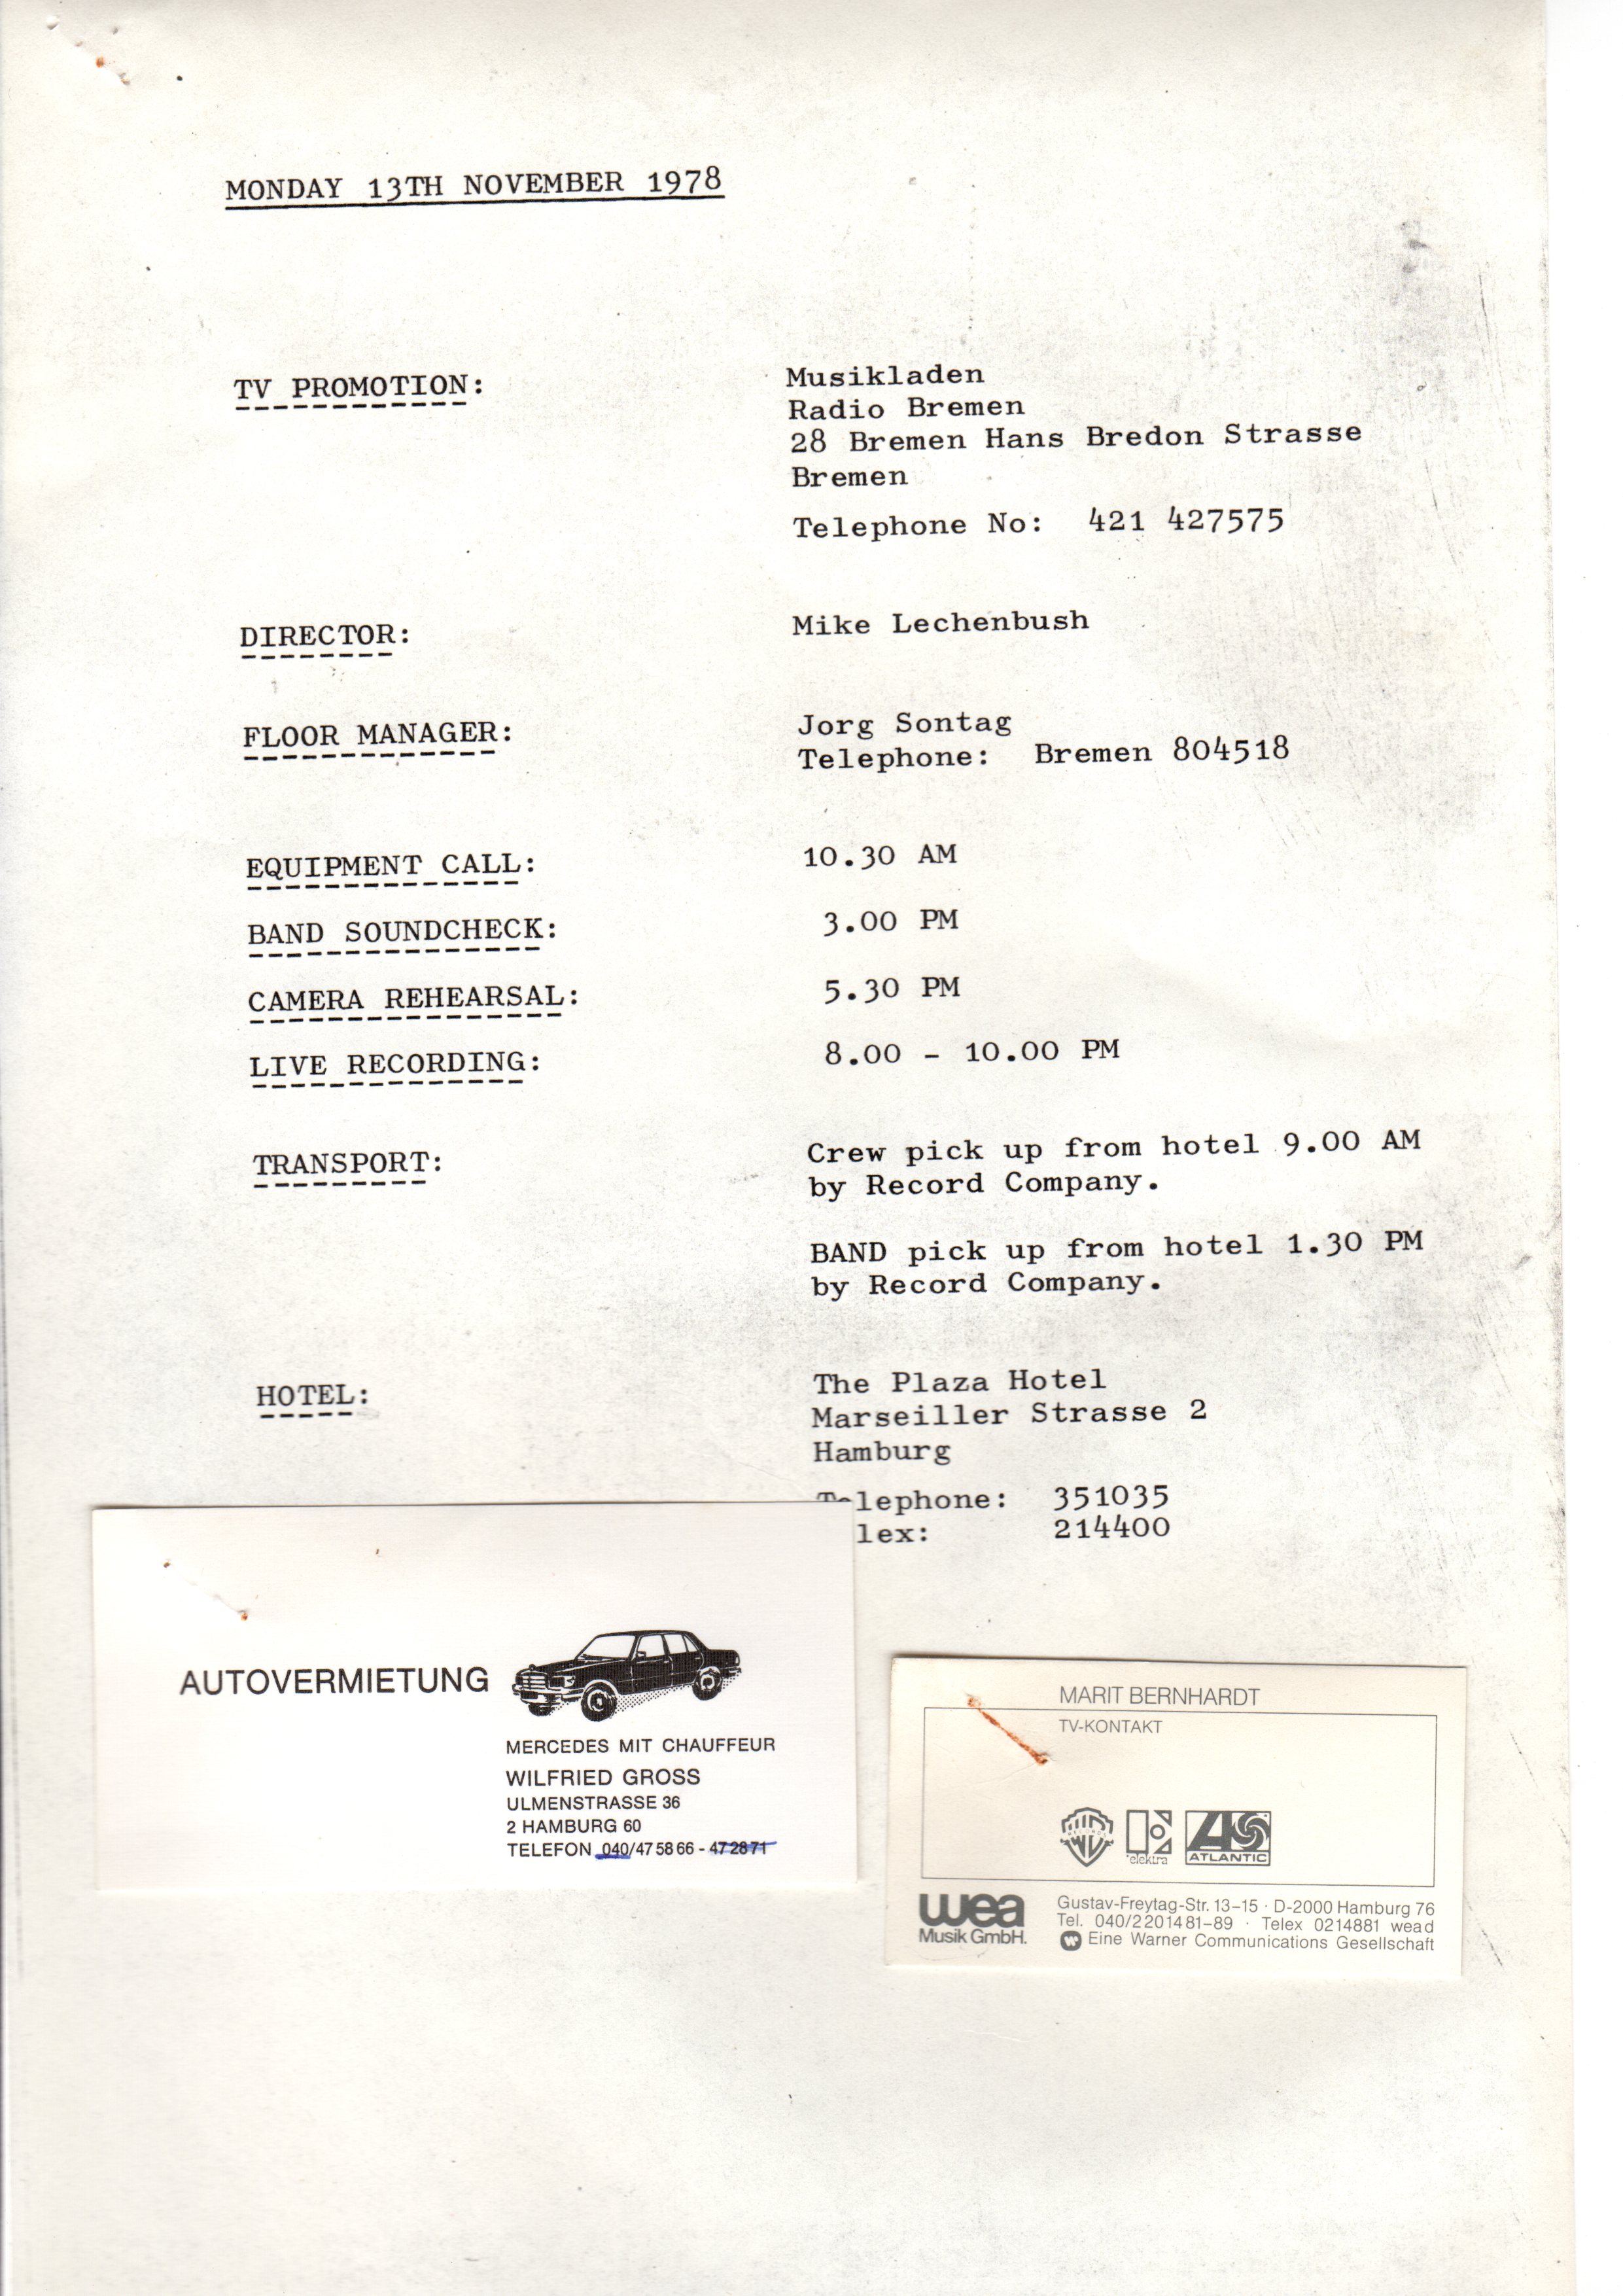 MONDAY 13TH NOVEMBER 1978
TV PROMOTION:
Musikladen
Radio Bremen
28 Bremen Hans Bredon Strasse
Bremen
Telephone No: 421 427575
DIRECTOR:
Mike Lechenbush
FLOOR MANAGER:
Jorg Sontag
Telephone: Bremen 804518
EQUIPMENT CALL: 10.30 AM
BAND SOUNDCHECK: 3.00 PM
CAMERA REHEARSAL: 5.30 PM
LIVE RECORDING: 8.00 - 10.00 PM
TRANSPORT:
Crew pick up from hotel 9.00 AM
by Record Company.
BAND pick up from hotel 1.30 PM
by Record Company.
HOTEL:
The Plaza Hotel
Marseiller Strasse 2
Hamburg
Telephone: 351035
lex: 214400
AUTOVERMIETUNG
MERCEDES MIT CHAUFFEUR
WILFRIED GROSS
ULMENSTRASSE 36
2 HAMBURG 60
TELEFON 040/47 58 66 - 47 28 71
MARIT BERNHARDT
TV-KONTAKT
W RECORDS elektra A ATLANTIC
wea
Musik GmbH.
Gustav-Freytag-Str. 13–15 · D-2000 Hamburg 76
Tel. 040/2201481–89 · Telex 0214881 wead
Eine Warner Communications Gesellschaft